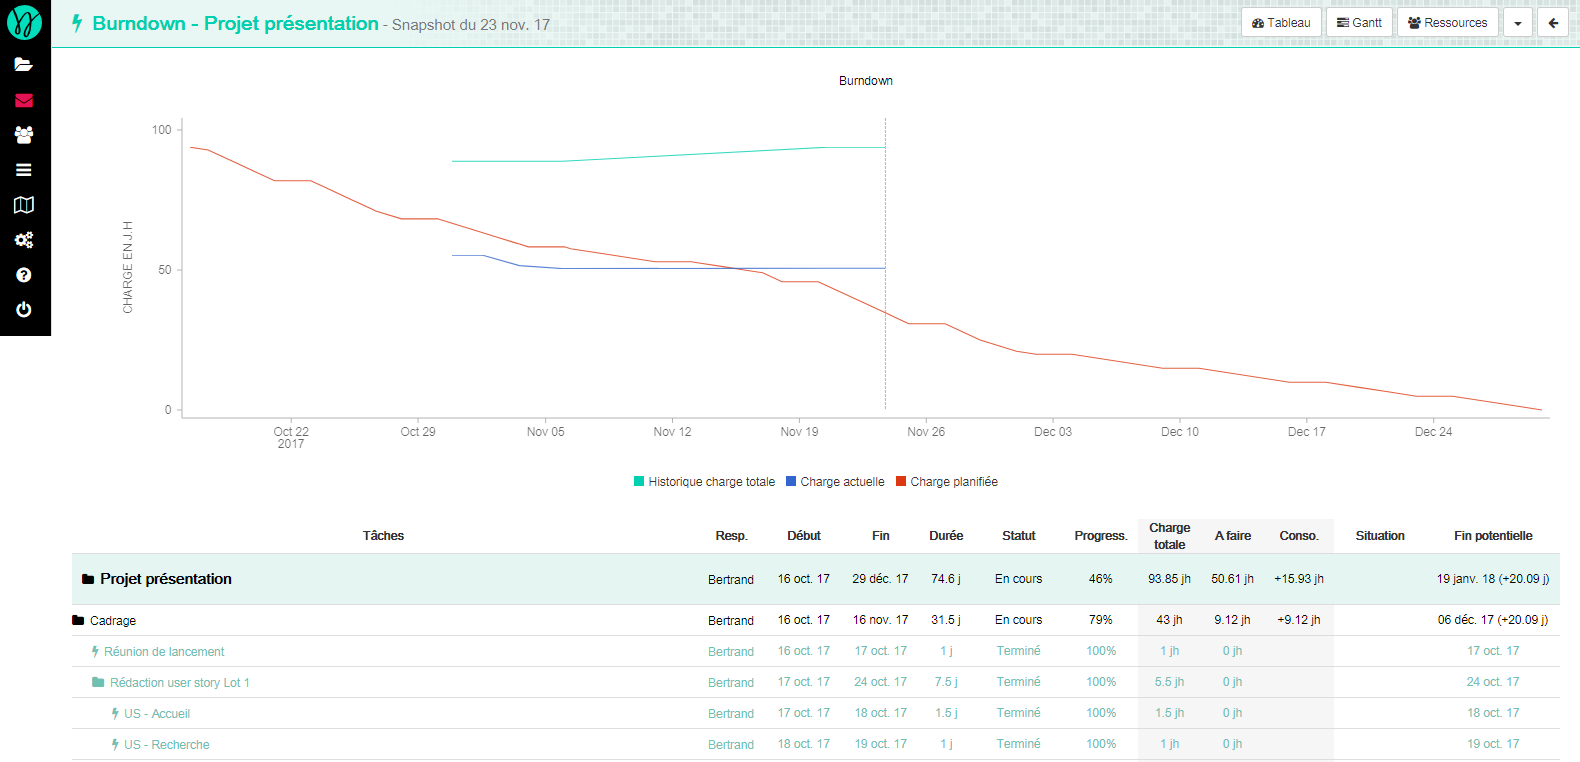 Burndown - Projet présentation - Snapshot du 23 nov. 17
Tableau
Gantt
Ressources
Burndown
CHARGE EN J.H
100
50
0
Oct 22
2017
Oct 29
Nov 05
Nov 12
Nov 19
Nov 26
Dec 03
Dec 10
Dec 17
Dec 24
Historique charge totale
Charge actuelle
Charge planifiée
Tâches Resp. Début Fin Durée Statut Progress. Charge totale A faire Conso. Situation Fin potentielle
Projet présentation Bertrand 16 oct. 17 29 déc. 17 74.6 j En cours 46% 93.85 jh 50.61 jh +15.93 jh 19 janv. 18 (+20.09 j)
Cadrage Bertrand 16 oct. 17 16 nov. 17 31.5 j En cours 79% 43 jh 9.12 jh +9.12 jh 06 déc. 17 (+20.09 j)
Réunion de lancement Bertrand 16 oct. 17 17 oct. 17 1 j Terminé 100% 1 jh 0 jh 17 oct. 17
Rédaction user story Lot 1 Bertrand 17 oct. 17 24 oct. 17 7.5 j Terminé 100% 5.5 jh 0 jh 24 oct. 17
US - Accueil Bertrand 17 oct. 17 18 oct. 17 1.5 j Terminé 100% 1.5 jh 0 jh 18 oct. 17
US - Recherche Bertrand 18 oct. 17 19 oct. 17 1 j Terminé 100% 1 jh 0 jh 19 oct. 17